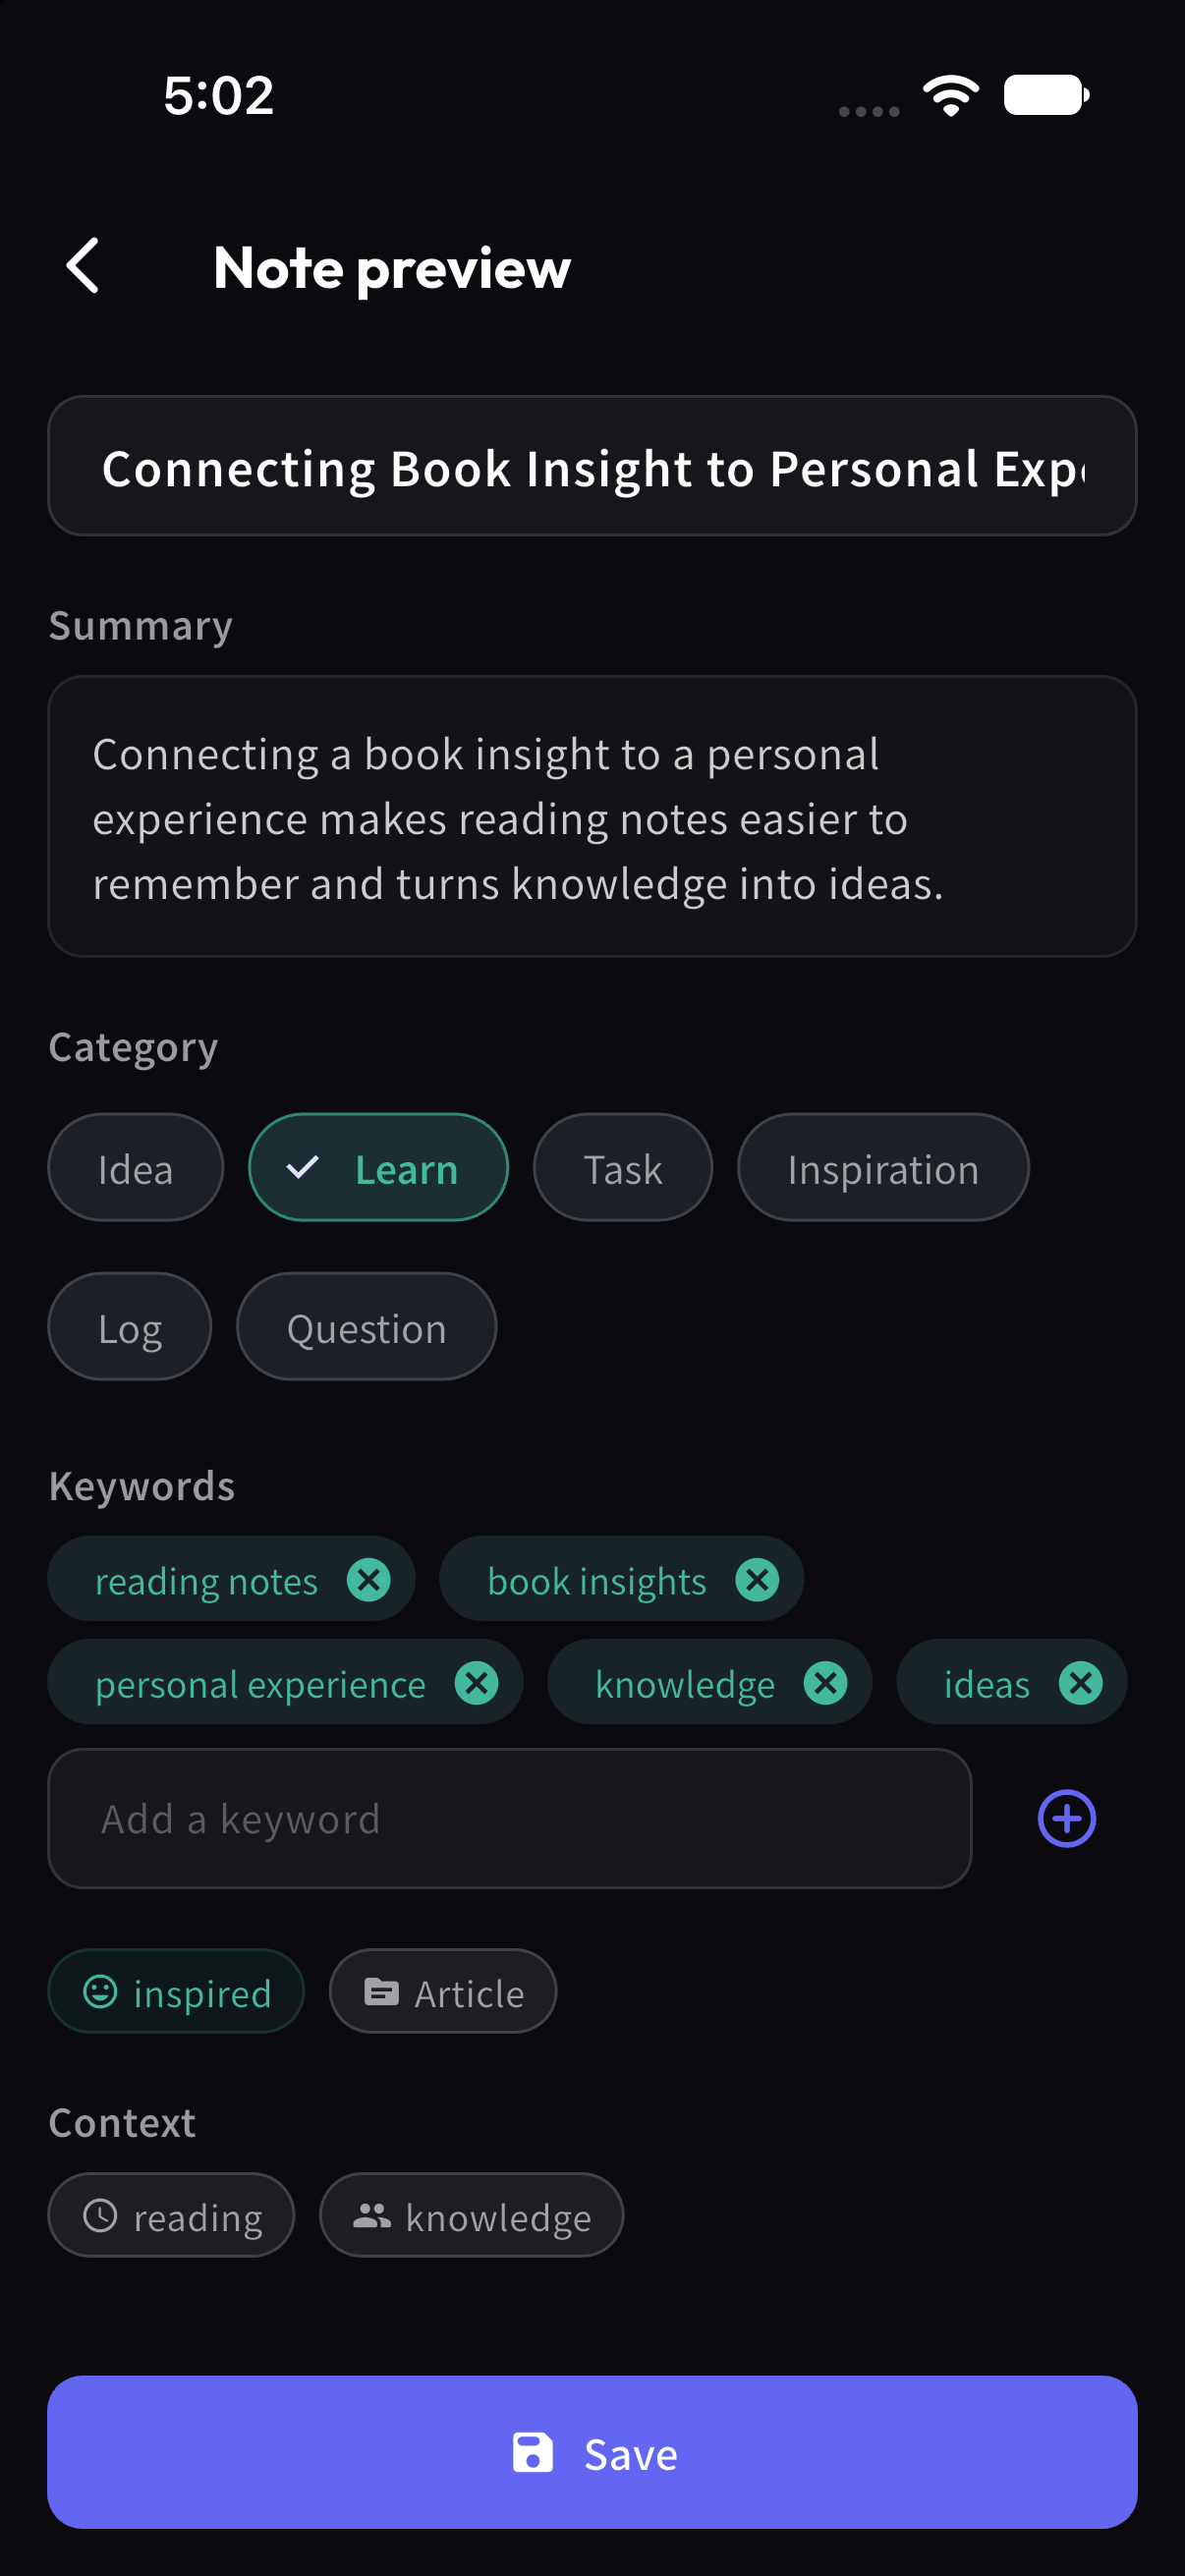 5:02
Note preview
Connecting Book Insight to Personal Exp
Summary
Connecting a book insight to a personal
experience makes reading notes easier to
remember and turns knowledge into ideas.
Category
Idea Learn Task Inspiration
Log Question
Keywords
reading notes book insights
personal experience knowledge ideas
Add a keyword
inspired Article
Context
reading knowledge
Save